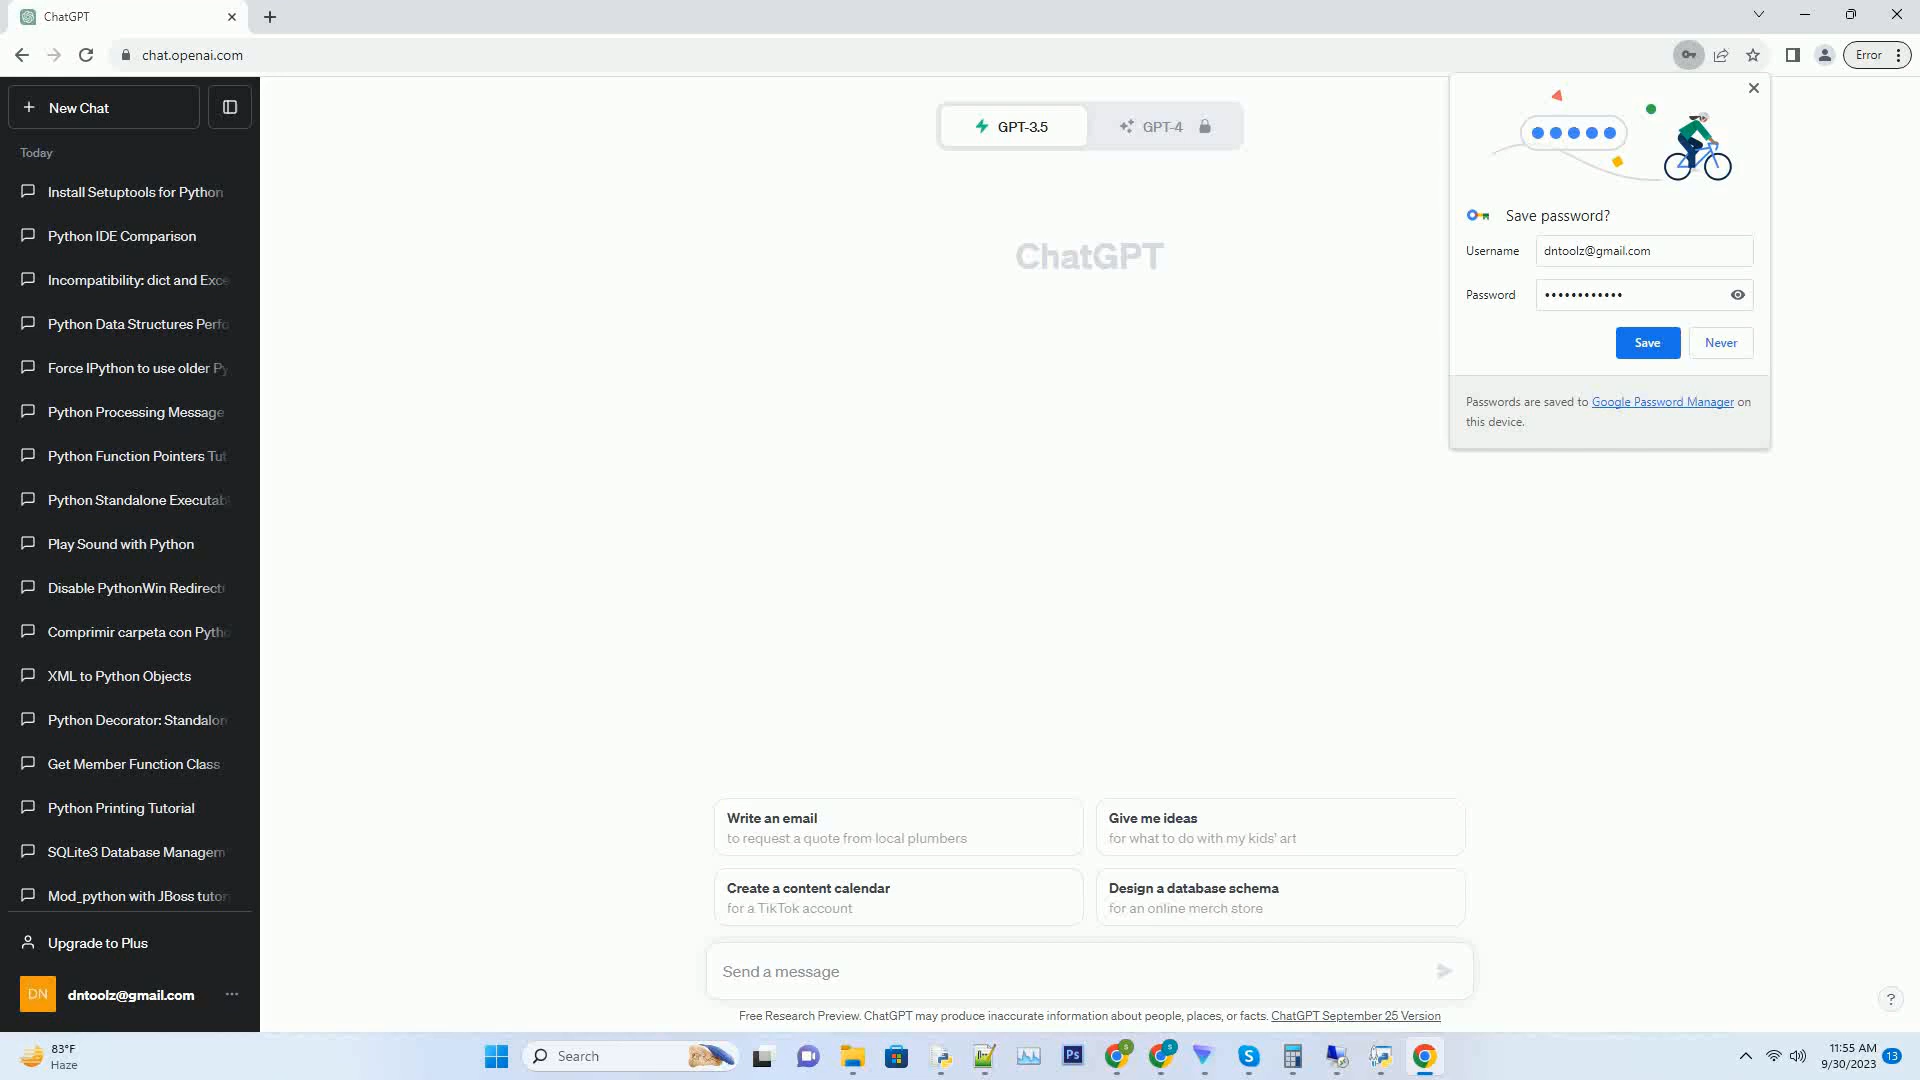 ChatGPT
chat.openai.com
Error
New Chat
Today
Install Setuptools for Python
Python IDE Comparison
Incompatibility: dict and Exce
Python Data Structures Perfo
Force IPython to use older Py
Python Processing Message
Python Function Pointers Tut
Python Standalone Executab
Play Sound with Python
Disable PythonWin Redirect
Comprimir carpeta con Pytho
XML to Python Objects
Python Decorator: Standalon
Get Member Function Class
Python Printing Tutorial
SQLite3 Database Managem
Mod_python with JBoss tutor
Upgrade to Plus
DN
dntoolz@gmail.com
GPT-3.5
GPT-4
ChatGPT
Save password?
Username
dntoolz@gmail.com
Password
Save
Never
Passwords are saved to Google Password Manager on
this device.
Write an email
to request a quote from local plumbers
Give me ideas
for what to do with my kids' art
Create a content calendar
for a TikTok account
Design a database schema
for an online merch store
Send a message
Free Research Preview. ChatGPT may produce inaccurate information about people, places, or facts. ChatGPT September 25 Version
?
83°F
Haze
Search
Ps
S
S
S
11:55 AM
9/30/2023
13